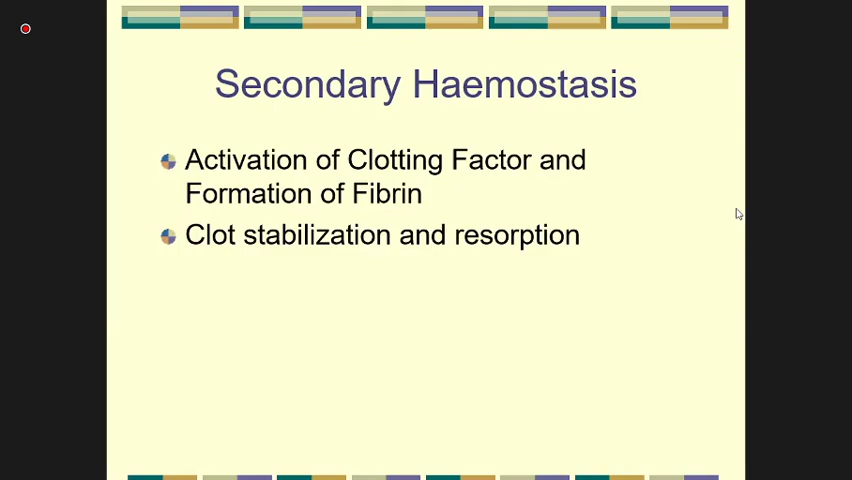 Secondary Haemostasis
Activation of Clotting Factor and
Formation of Fibrin
Clot stabilization and resorption